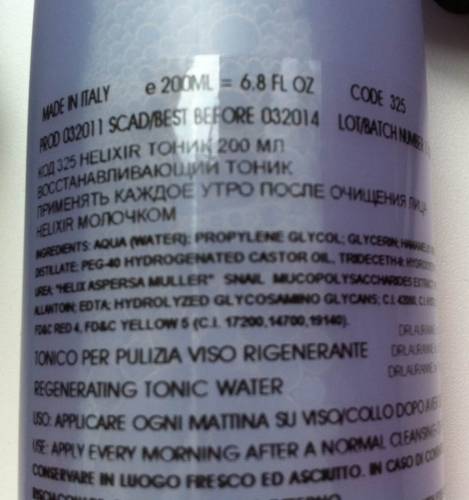 MADE IN ITALY e 200ML = 6.8 FL OZ CODE 325
PROD 032011 SCAD/BEST BEFORE 032014 LOT/BATCH NUMBER
КОД 325 HELIXIR ТОНИК 200 МЛ
ВОССТАНАВЛИВАЮЩИЙ ТОНИК
ПРИМЕНЯТЬ КАЖДОЕ УТРО ПОСЛЕ ОЧИЩЕНИЯ ЛИЦА
HELIXIR МОЛОЧКОМ
INGREDIENTS: AQUA (WATER); PROPYLENE GLYCOL; GLYCERIN;
DISTILLATE; PEG-40 HYDROGENATED CASTOR OIL, TRIDECETH-9;
UREA; "HELIX ASPERSA MULLER" SNAIL MUCOPOLYSACCHARIDES EXTRACT
ALLANTOIN; EDTA; HYDROLYZED GLYCOSAMINO GLYCANS; C.I.
FD&C RED 4, FD&C YELLOW 5 (C.I. 17200,14700,19140).
TONICO PER PULIZIA VISO RIGENERANTE
REGENERATING TONIC WATER
USO: APPLICARE OGNI MATTINA SU VISO/COLLO DOPO
USE: APPLY EVERY MORNING AFTER A NORMAL CLEANSING
CONSERVARE IN LUOGO FRESCO ED ASCIUTTO. IN CASO DI